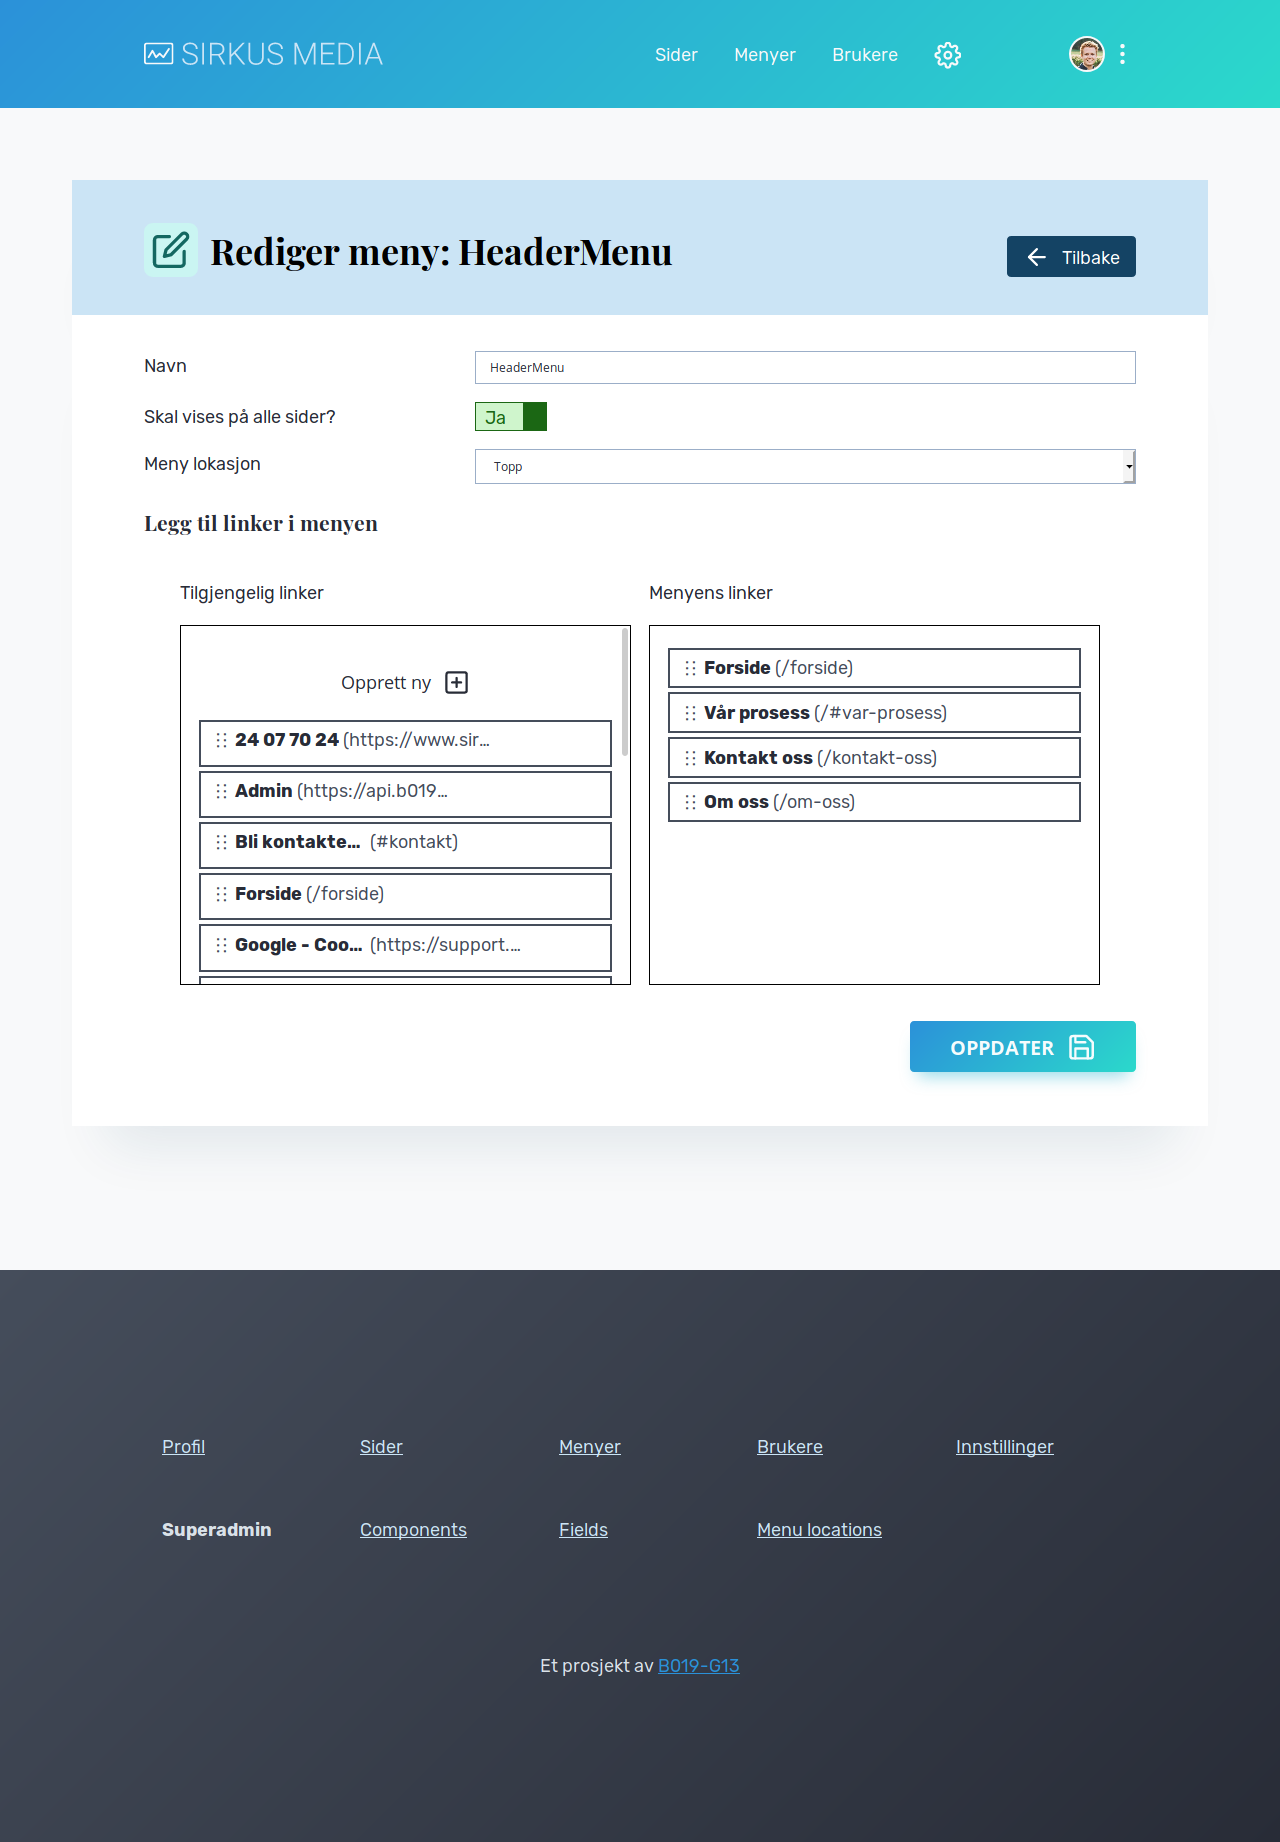 SIRKUS MEDIA
Sider Menyer Brukere
Rediger meny: HeaderMenu
Tilbake
Navn
HeaderMenu
Skal vises på alle sider?
Ja
Meny lokasjon
Topp
Legg til linker i menyen
Tilgjengelig linker
Menyens linker
Opprett ny
24 07 70 24 (https://www.sir...
Admin (https://api.b019...
Bli kontakte... (#kontakt)
Forside (/forside)
Google - Coo... (https://support....
Forside (/forside)
Vår prosess (/#var-prosess)
Kontakt oss (/kontakt-oss)
Om oss (/om-oss)
OPPDATER
Profil Sider Menyer Brukere Innstillinger
Superadmin Components Fields Menu locations
Et prosjekt av BO19-G13